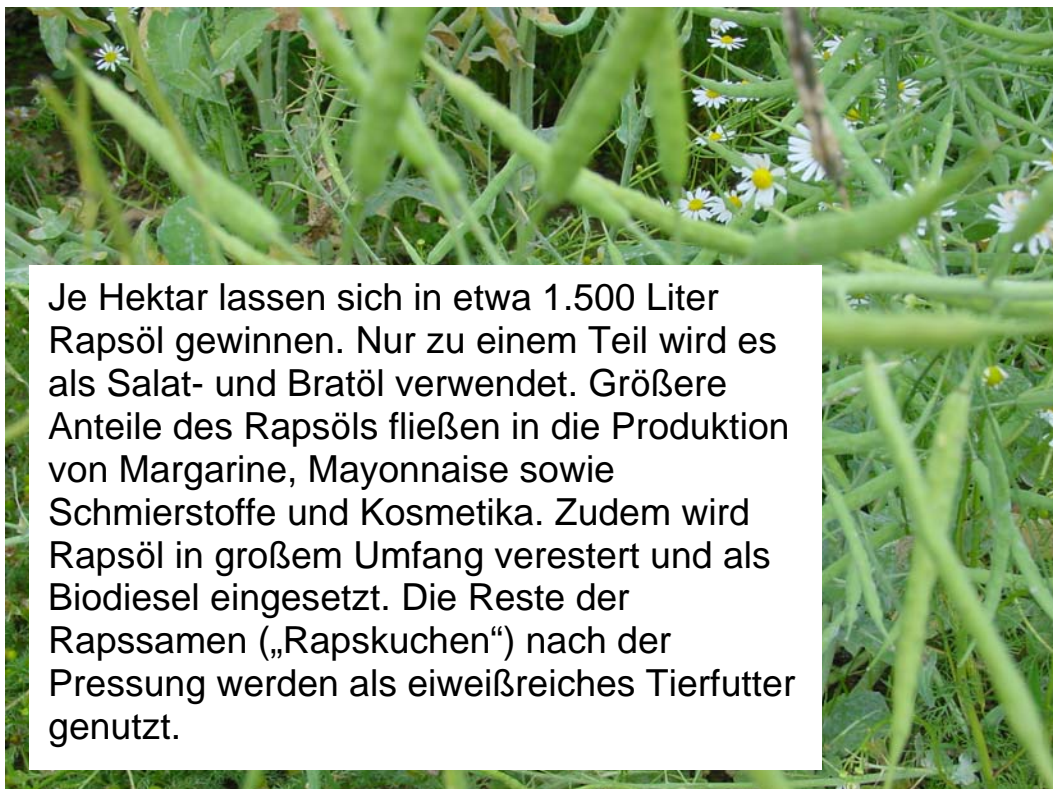 Je Hektar lassen sich in etwa 1.500 Liter
Rapsöl gewinnen. Nur zu einem Teil wird es
als Salat- und Bratöl verwendet. Größere
Anteile des Rapsöls fließen in die Produktion
von Margarine, Mayonnaise sowie
Schmierstoffe und Kosmetika. Zudem wird
Rapsöl in großem Umfang verestert und als
Biodiesel eingesetzt. Die Reste der
Rapssamen („Rapskuchen“) nach der
Pressung werden als eiweißreiches Tierfutter
genutzt.